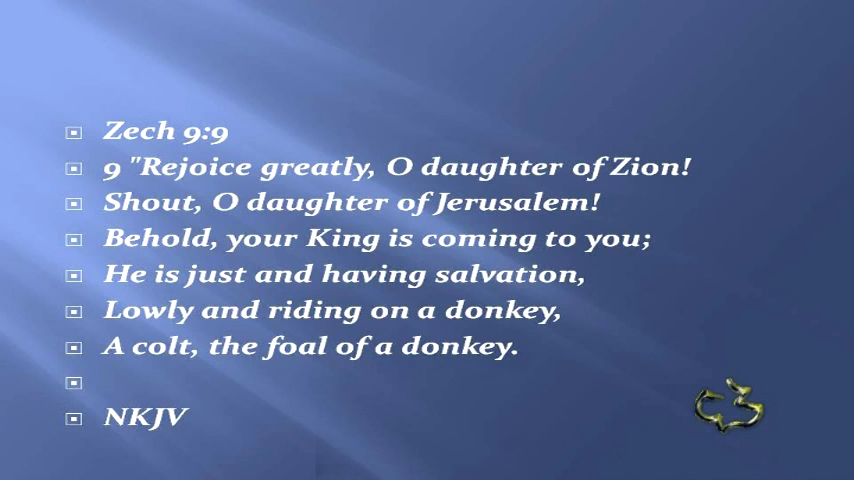 Zech 9:9
9 "Rejoice greatly, O daughter of Zion!
Shout, O daughter of Jerusalem!
Behold, your King is coming to you;
He is just and having salvation,
Lowly and riding on a donkey,
A colt, the foal of a donkey.
NKJV
C3